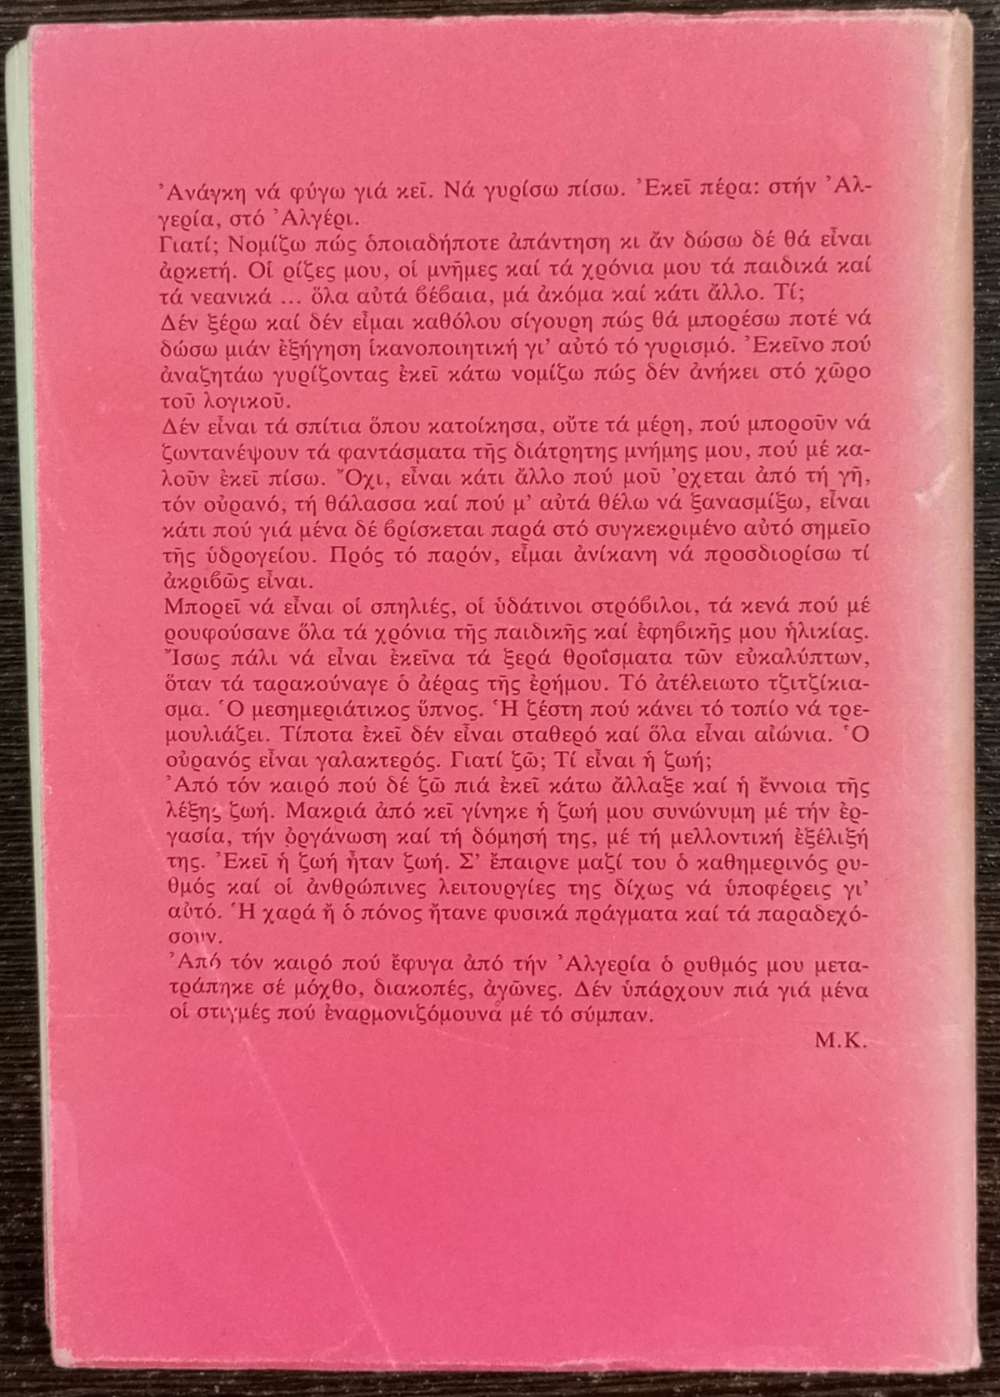 Ἀνάγκη νά φύγω γιά κεῖ. Νά γυρίσω πίσω. Ἐκεῖ πέρα: στήν Ἀλ-
γερία, στό Ἀλγέρι.
Γιατί; Νομίζω πώς ὁποιαδήποτε ἀπάντηση κι ἄν δώσω δέ θά εἶναι
ἀρκετή. Οἱ ρίζες μου, οἱ μνῆμες καί τά χρόνια μου τά παιδικά καί
τά νεανικά ... ὅλα αὐτά βέβαια, μά ἀκόμα καί κάτι ἄλλο. Τί;
Δέν ξέρω καί δέν εἶμαι καθόλου σίγουρη πώς θά μπορέσω ποτέ νά
δώσω μιάν ἐξήγηση ἱκανοποιητική γι' αὐτό τό γυρισμό. Ἐκεῖνο πού
ἀναζητάω γυρίζοντας ἐκεῖ κάτω νομίζω πώς δέν ἀνήκει στό χῶρο
τοῦ λογικοῦ.
Δέν εἶναι τά σπίτια ὅπου κατοίκησα, οὔτε τά μέρη, πού μποροῦν νά
ζωντανέψουν τά φαντάσματα τῆς διάτρητης μνήμης μου, πού μέ κα-
λοῦν ἐκεῖ πίσω. Ὄχι, εἶναι κάτι ἄλλο πού μοῦ 'ρχεται ἀπό τή γῆ,
τόν οὐρανό, τή θάλασσα καί πού μ' αὐτά θέλω νά ξανασμίξω, εἶναι
κάτι πού γιά μένα δέ βρίσκεται παρά στό συγκεκριμένο αὐτό σημεῖο
τῆς ὑδρογείου. Πρός τό παρόν, εἶμαι ἀνίκανη νά προσδιορίσω τί
ἀκριβῶς εἶναι.
Μπορεῖ νά εἶναι οἱ σπηλιές, οἱ ὑδάτινοι στρόβιλοι, τά κενά πού μέ
ρουφούσανε ὅλα τά χρόνια τῆς παιδικῆς καί ἐφηβικῆς μου ἡλικίας.
Ἴσως πάλι νά εἶναι ἐκεῖνα τά ξερά θροΐσματα τῶν εὐκαλύπτων,
ὅταν τά ταρακούναγε ὁ ἀέρας τῆς ἐρήμου. Τό ἀτέλειωτο τζιτζίκια-
σμα. Ὁ μεσημεριάτικος ὕπνος. Ἡ ζέστη πού κάνει τό τοπίο νά τρε-
μουλιάζει. Τίποτα ἐκεῖ δέν εἶναι σταθερό καί ὅλα εἶναι αἰώνια. Ὁ
οὐρανός εἶναι γαλακτερός. Γιατί ζῶ; Τί εἶναι ἡ ζωή;
Ἀπό τόν καιρό πού δέ ζῶ πιά ἐκεῖ κάτω ἄλλαξε καί ἡ ἔννοια τῆς
λέξης ζωή. Μακριά ἀπό κεῖ γίνηκε ἡ ζωή μου συνώνυμη μέ τήν ἐρ-
γασία, τήν ὀργάνωση καί τή δόμησή της, μέ τή μελλοντική ἐξέλιξή
της. Ἐκεῖ ἡ ζωή ἦταν ζωή. Σ' ἔπαιρνε μαζί του ὁ καθημερινός ρυ-
θμός καί οἱ ἀνθρώπινες λειτουργίες της δίχως νά ὑποφέρεις γι'
αὐτό. Ἡ χαρά ἤ ὁ πόνος ἤτανε φυσικά πράγματα καί τά παραδεχό-
σουν.
Ἀπό τόν καιρό πού ἔφυγα ἀπό τήν Ἀλγερία ὁ ρυθμός μου μετα-
τράπηκε σέ μόχθο, διακοπές, ἀγῶνες. Δέν ὑπάρχουν πιά γιά μένα
οἱ στιγμές πού ἐναρμονιζόμουνα μέ τό σύμπαν.
Μ.Κ.